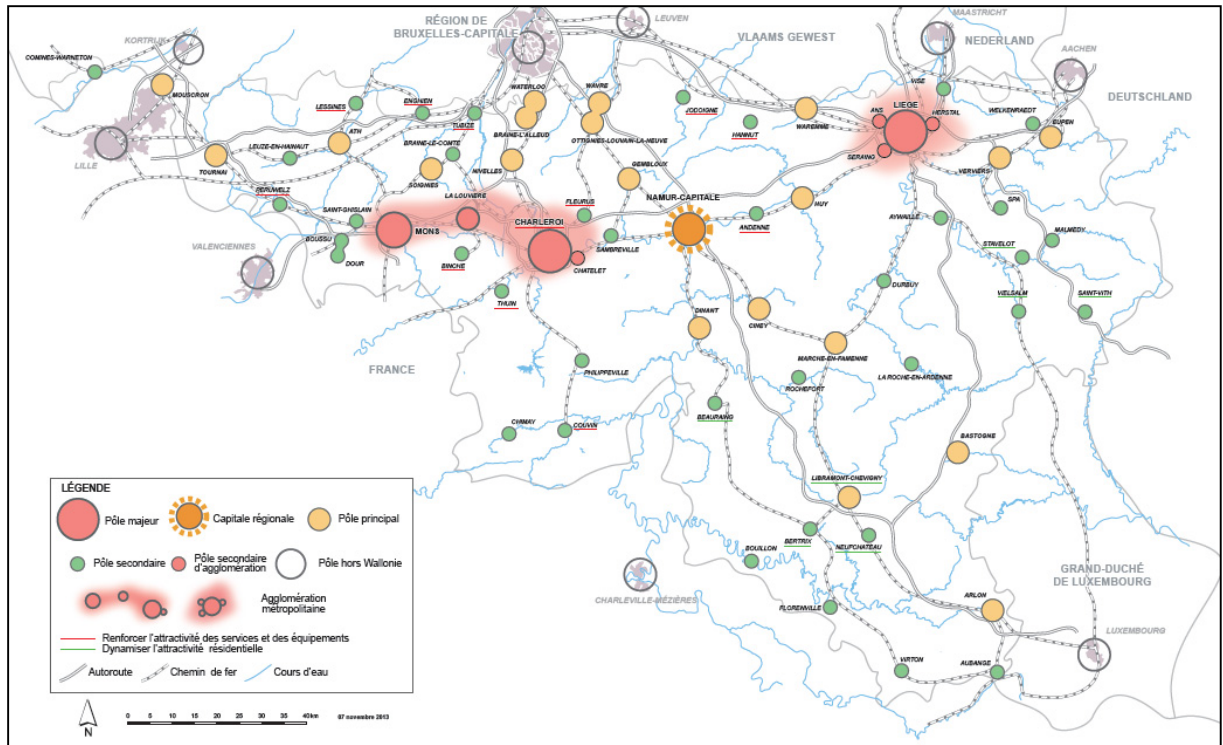 RÉGION DE
BRUXELLES-CAPITALE
LEUVEN
VLAAMS GEWEST
MAASTRICHT
NEDERLAND
AACHEN
DEUTSCHLAND
KORTRIJK
COMINES-WARNETON
MOUSCRON
LILLE
TOURNAI
LESSINES
ENGHIEN
TUBIZE
ATH
LEUZE-EN-HAINAUT
BRAINE-LE-COMTE
WATERLOO
BRAINE-L'ALLEUD
WAVRE
OTTIGNIES-LOUVAIN-LA-NEUVE
JODOIGNE
HANNUT
WAREMME
ANS
LIEGE
HERSTAL
SERAING
VISE
WELKENRAEDT
EUPEN
VERVIERS
SPA
PERUWELZ
SAINT-GHISLAIN
BOUSSU
DOUR
VALENCIENNES
MONS
SOIGNIES
LA LOUVIERE
NIVELLES
BINCHE
CHARLEROI
CHATELET
FLEURUS
GEMBLOUX
SAMBREVILLE
NAMUR-CAPITALE
ANDENNE
HUY
AYWAILLE
STAVELOT
MALMEDY
VIELSALM
SAINT-VITH
THUIN
DURBUY
DINANT
CINEY
MARCHE-EN-FAMENNE
FRANCE
PHILIPPEVILLE
ROCHEFORT
LA ROCHE-EN-ARDENNE
CHIMAY
COUVIN
BEAURAING
BASTOGNE
LIBRAMONT-CHEVIGNY
BERTRIX
NEUFCHATEAU
BOUILLON
CHARLEVILLE-MÉZIÈRES
FLORENVILLE
GRAND-DUCHÉ
DE LUXEMBOURG
ARLON
LUXEMBOURG
VIRTON
AUBANGE
LÉGENDE
Pôle majeur
Capitale régionale
Pôle principal
Pôle secondaire
Pôle secondaire
d'agglomération
Pôle hors Wallonie
Agglomération
métropolitaine
Renforcer l'attractivité des services et des équipements
Dynamiser l'attractivité résidentielle
Autoroute
Chemin de fer
Cours d'eau
N
0 5 10 15 20 25 30 35 40km
07 novembre 2013